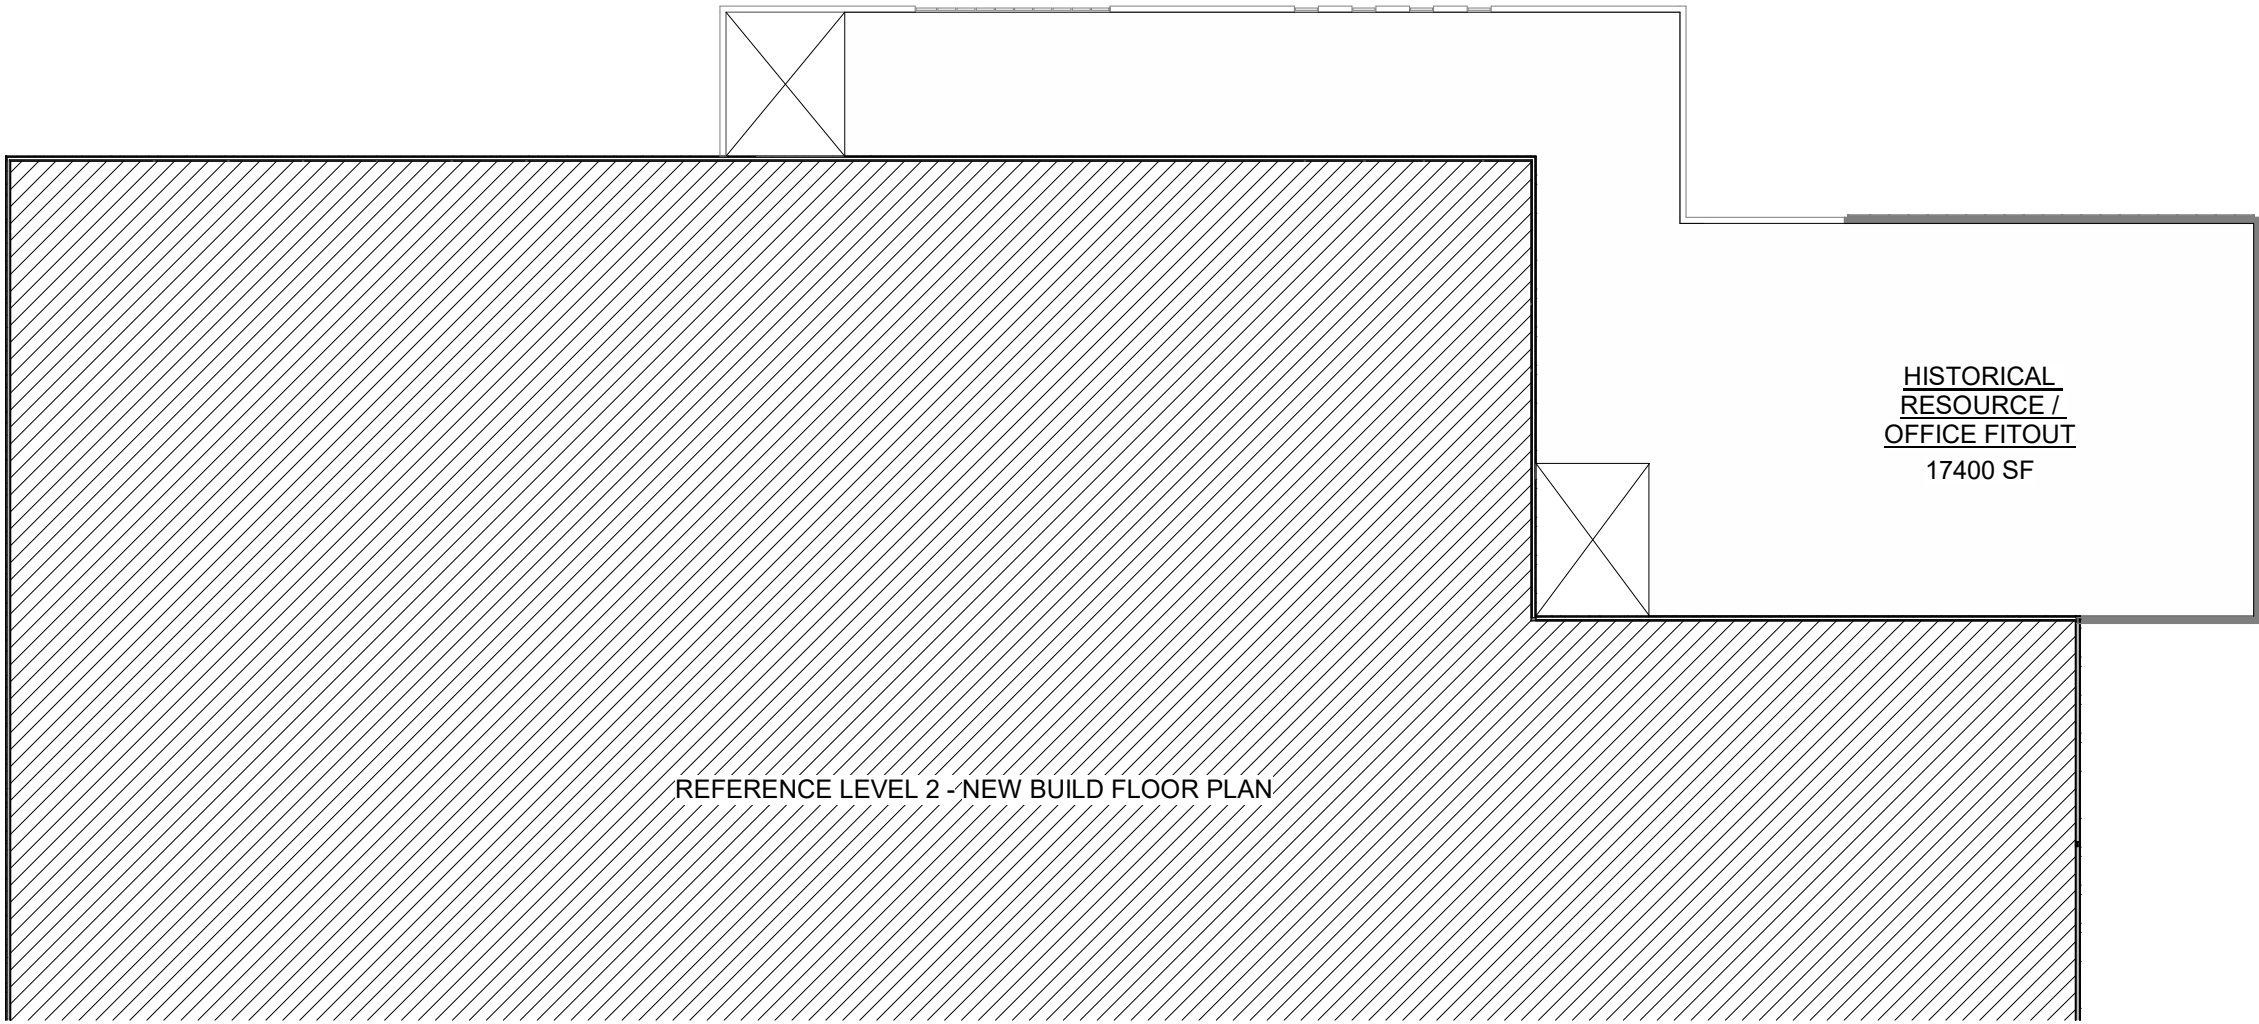 HISTORICAL
RESOURCE /
OFFICE FITOUT
17400 SF
REFERENCE LEVEL 2 - NEW BUILD FLOOR PLAN